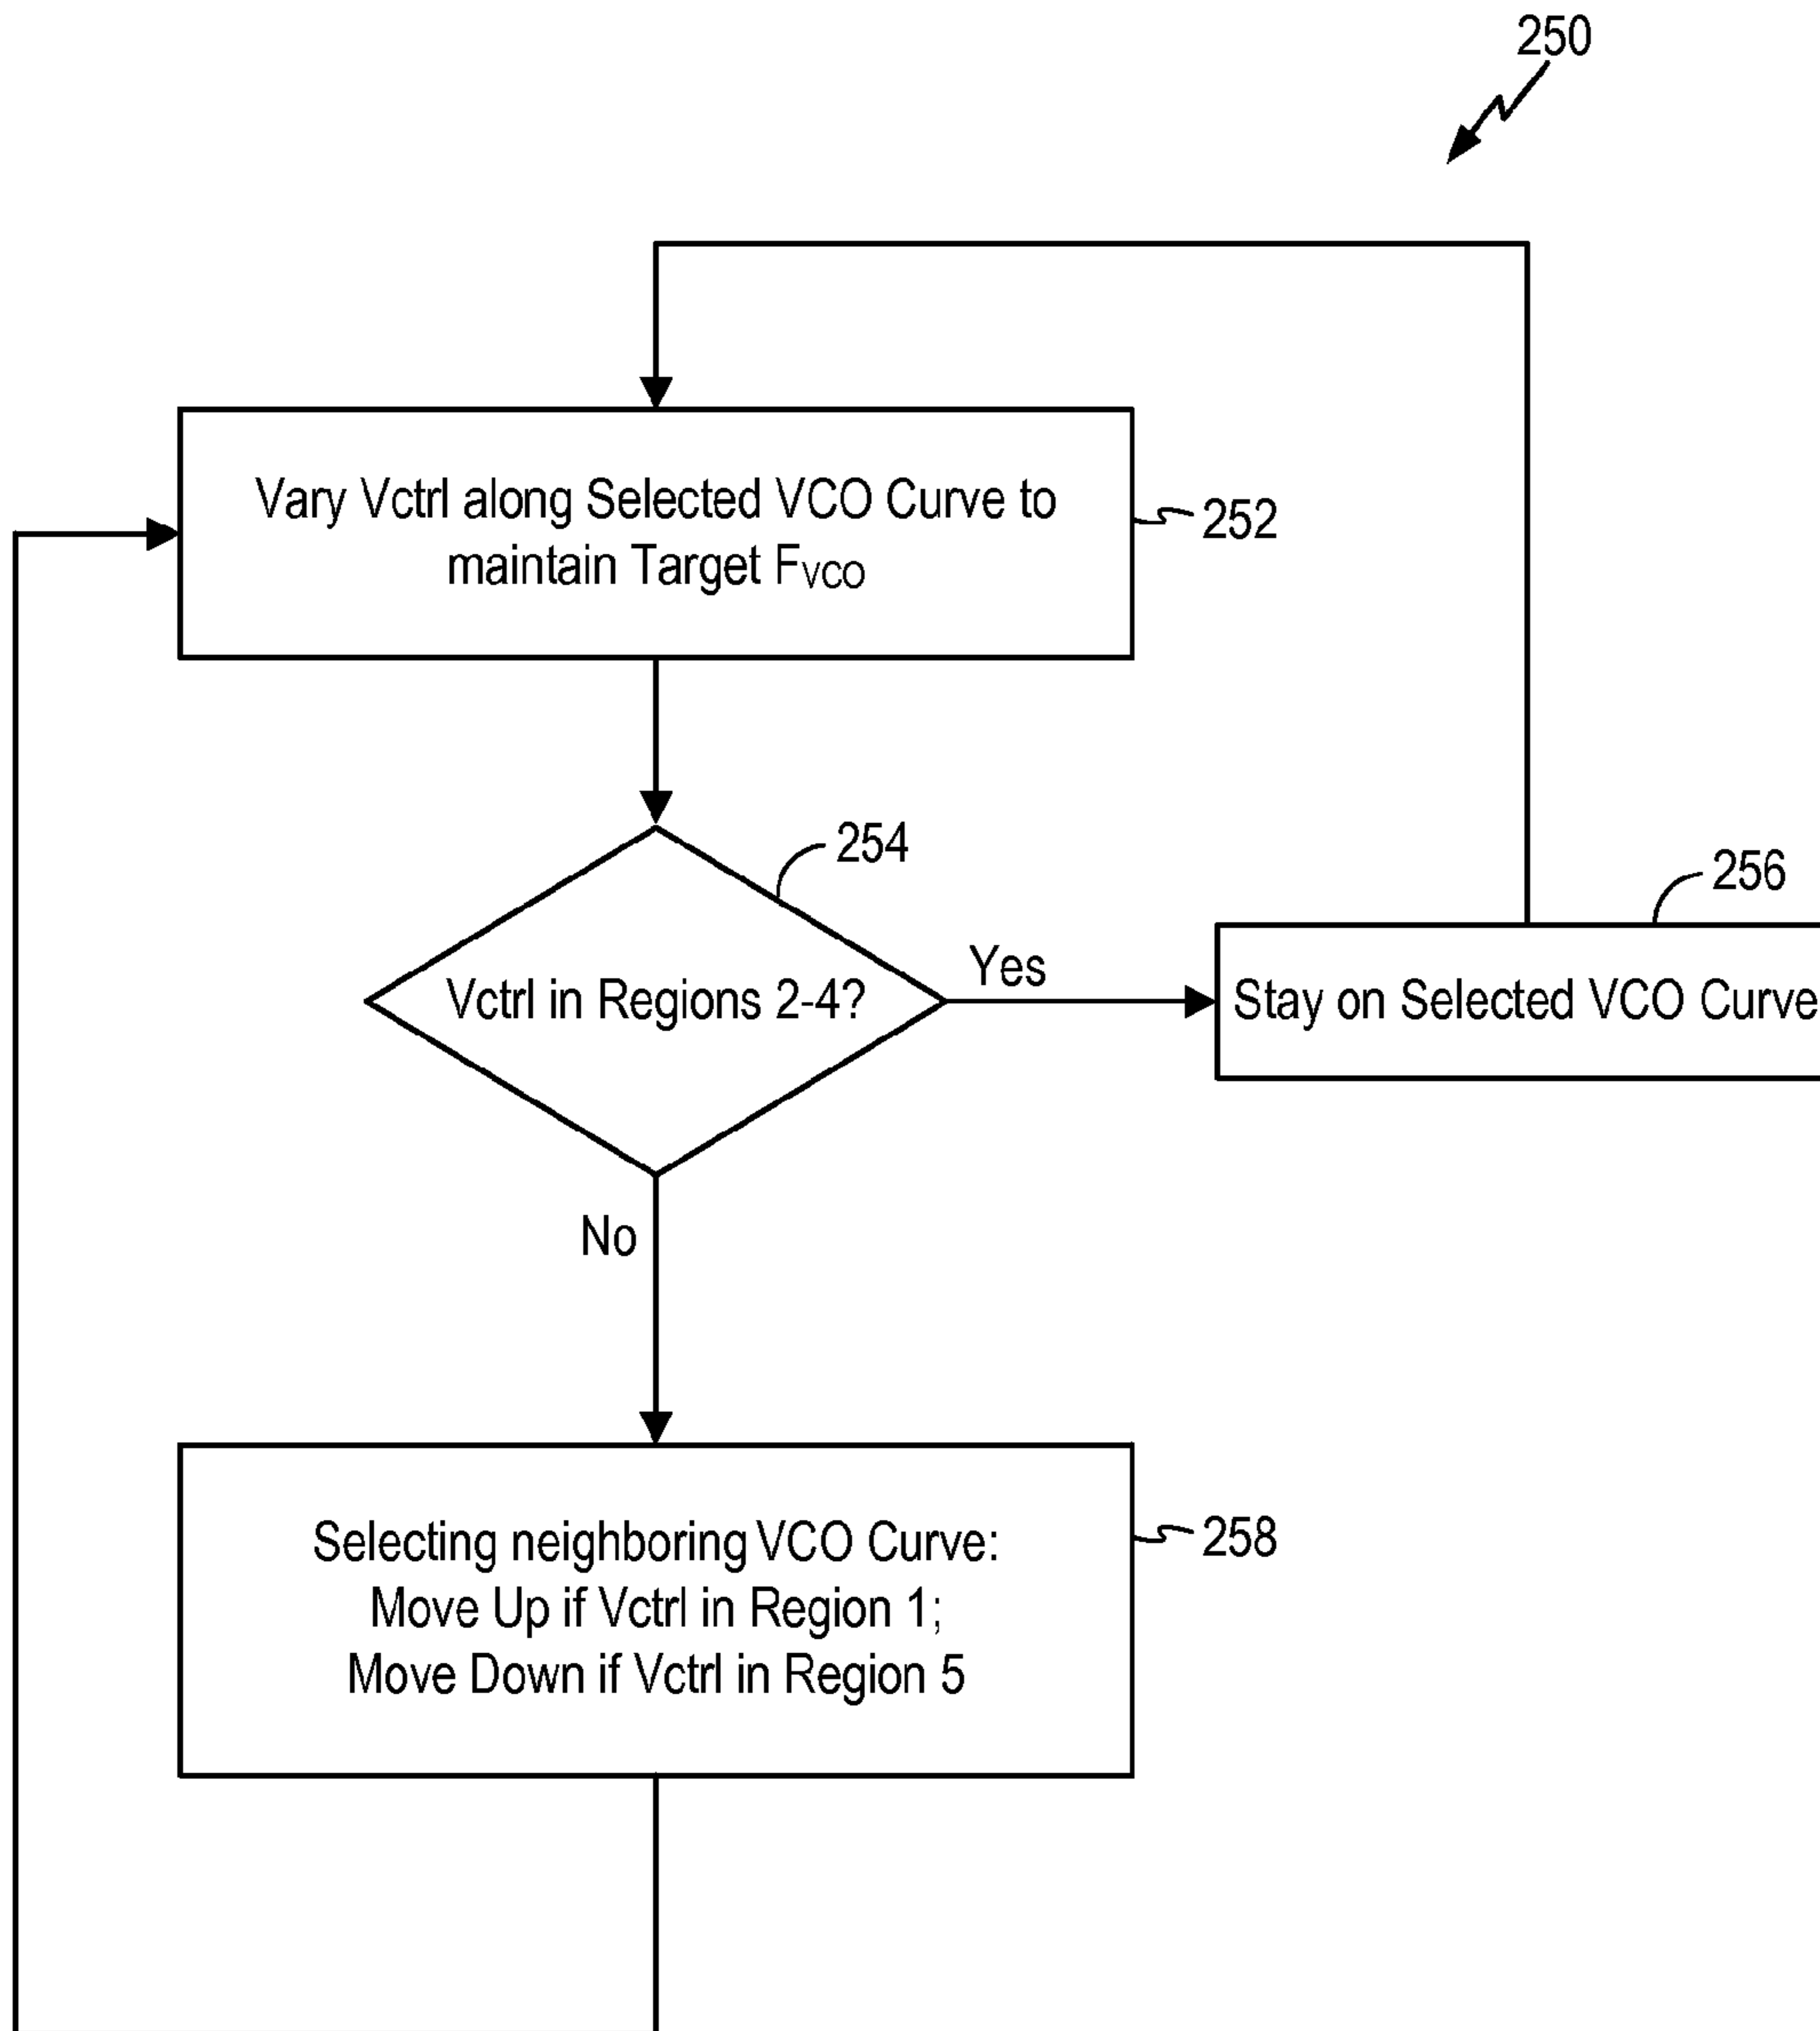 250
Vary Vctrl along Selected VCO Curve to
maintain Target FVCO
252
254
Vctrl in Regions 2-4?
Yes
256
Stay on Selected VCO Curve
No
Selecting neighboring VCO Curve:
Move Up if Vctrl in Region 1;
Move Down if Vctrl in Region 5
258